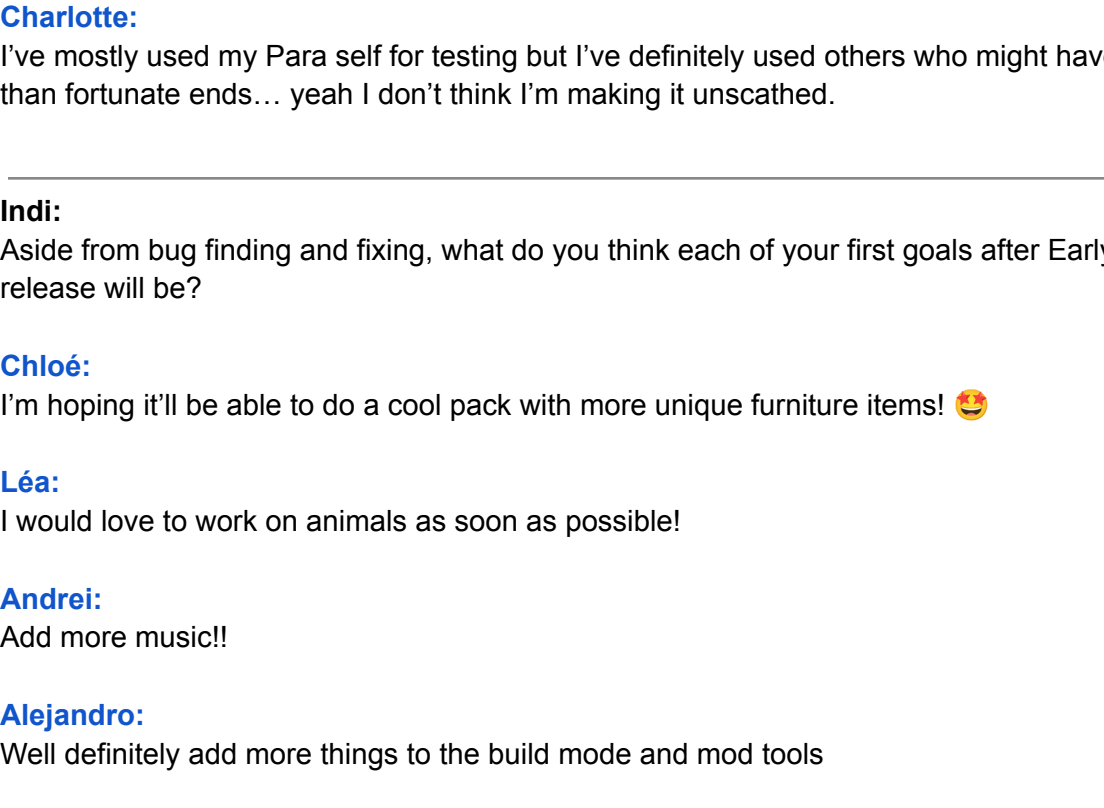 Charlotte:
I’ve mostly used my Para self for testing but I’ve definitely used others who might hav
than fortunate ends… yeah I don’t think I’m making it unscathed.
Indi:
Aside from bug finding and fixing, what do you think each of your first goals after Early
release will be?
Chloé:
I’m hoping it’ll be able to do a cool pack with more unique furniture items! 🤩
Léa:
I would love to work on animals as soon as possible!
Andrei:
Add more music!!
Alejandro:
Well definitely add more things to the build mode and mod tools